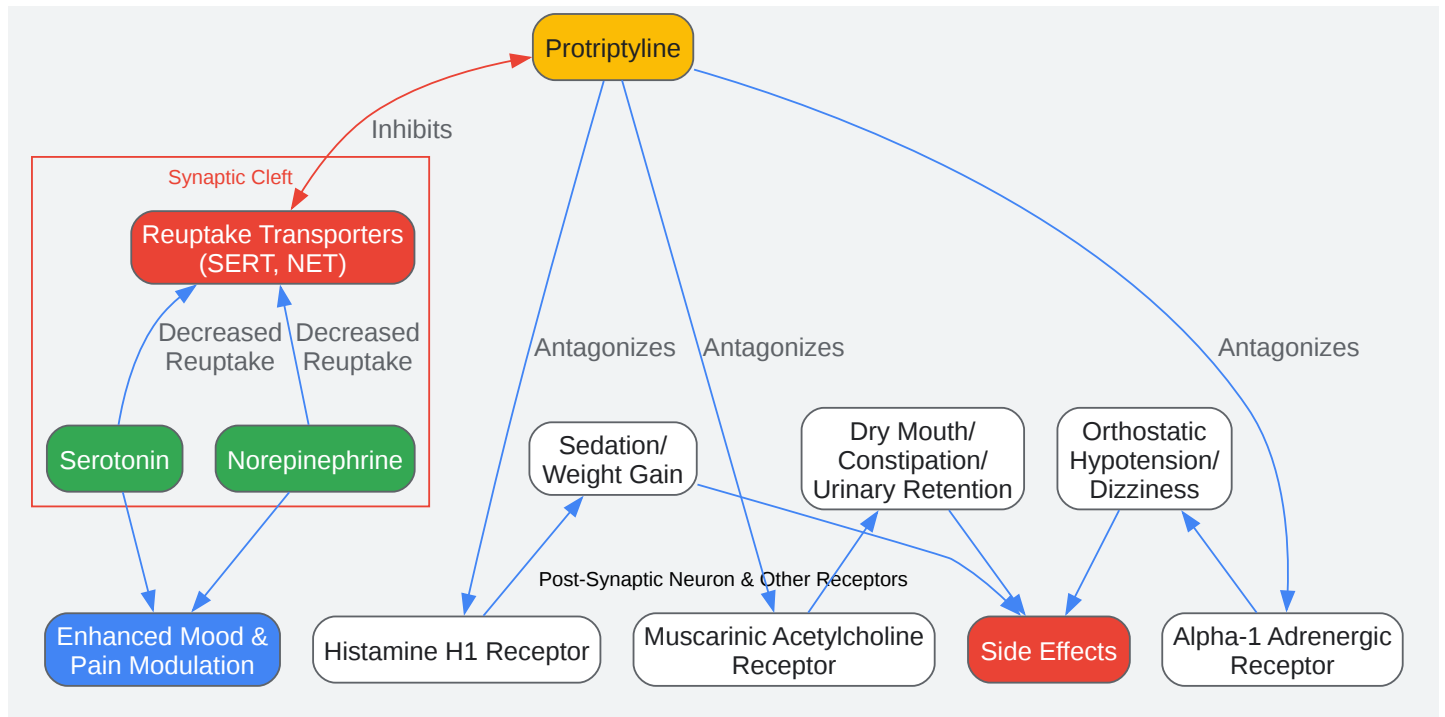 Protriptyline
Inhibits
Synaptic Cleft
Reuptake Transporters
(SERT, NET)
Decreased
Reuptake
Decreased
Reuptake
Antagonizes
Antagonizes
Antagonizes
Serotonin
Norepinephrine
Sedation/
Weight Gain
Dry Mouth/
Constipation/
Urinary Retention
Orthostatic
Hypotension/
Dizziness
Post-Synaptic Neuron & Other Receptors
Enhanced Mood &
Pain Modulation
Histamine H1 Receptor
Muscarinic Acetylcholine
Receptor
Side Effects
Alpha-1 Adrenergic
Receptor